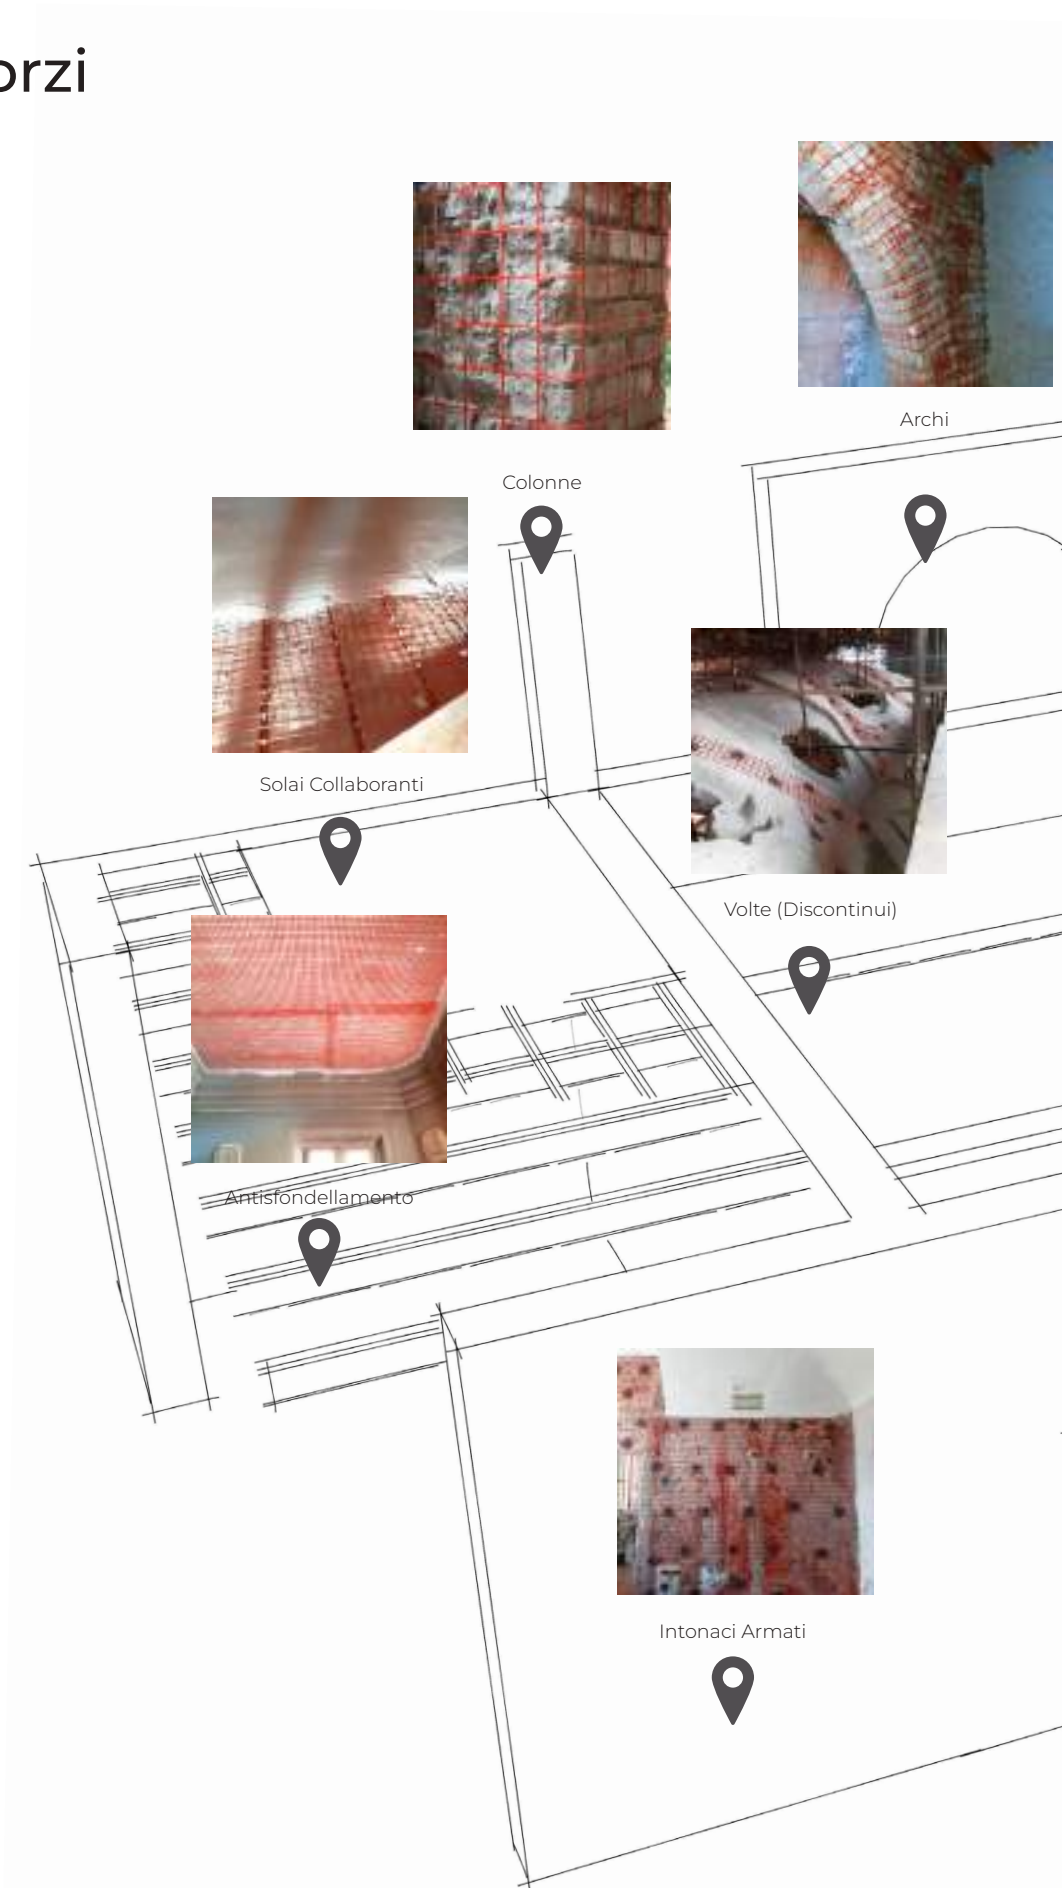 orzi
Archi
Colonne
Solai Collaboranti
Volte (Discontinui)
Antisfondellamento
Intonaci Armati